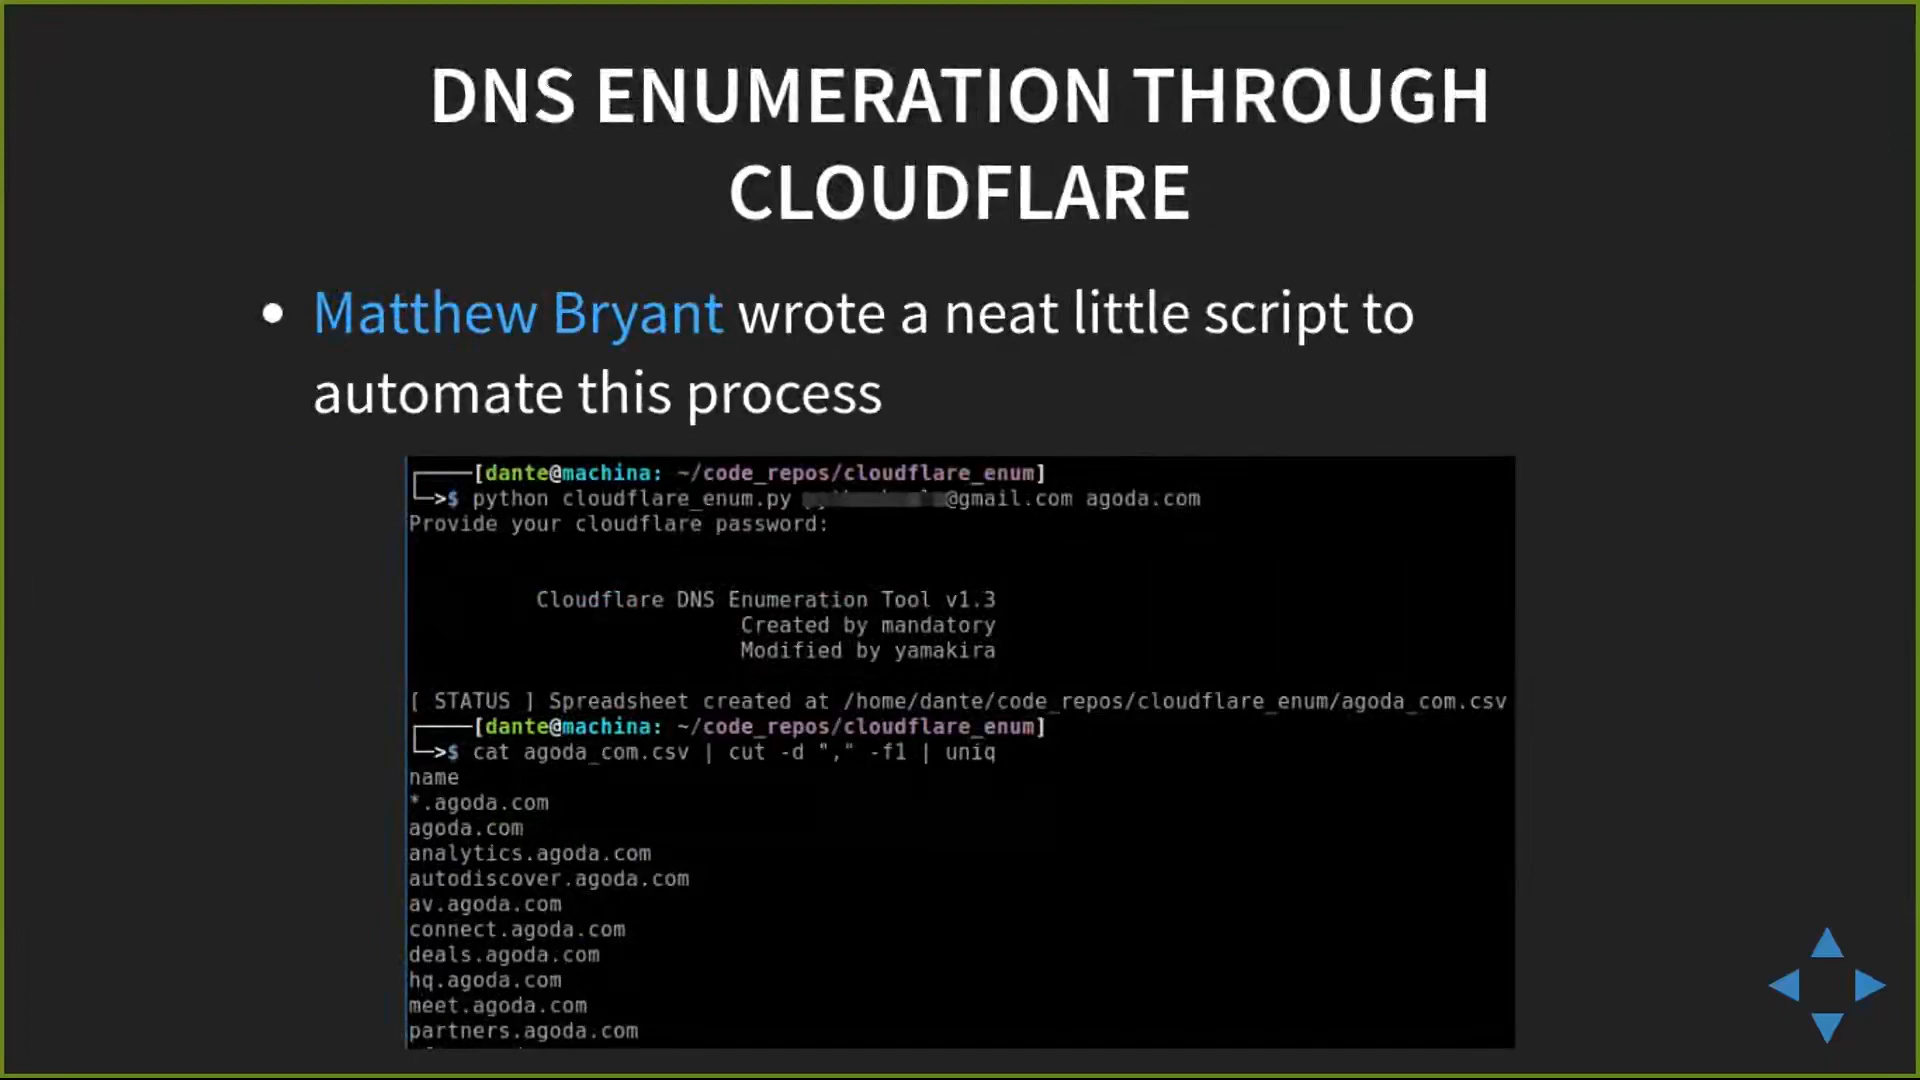 DNS ENUMERATION THROUGH
CLOUDFLARE
• Matthew Bryant wrote a neat little script to
automate this process
[dante@machina: ~/code_repos/cloudflare_enum]
>$ python cloudflare_enum.py @gmail.com agoda.com
Provide your cloudflare password:
Cloudflare DNS Enumeration Tool v1.3
Created by mandatory
Modified by yamakira
[ STATUS ] Spreadsheet created at /home/dante/code_repos/cloudflare_enum/agoda_com.csv
[dante@machina: ~/code_repos/cloudflare_enum]
>$ cat agoda_com.csv | cut -d "," -f1 | uniq
name
*.agoda.com
agoda.com
analytics.agoda.com
autodiscover.agoda.com
av.agoda.com
connect.agoda.com
deals.agoda.com
hq.agoda.com
meet.agoda.com
partners.agoda.com